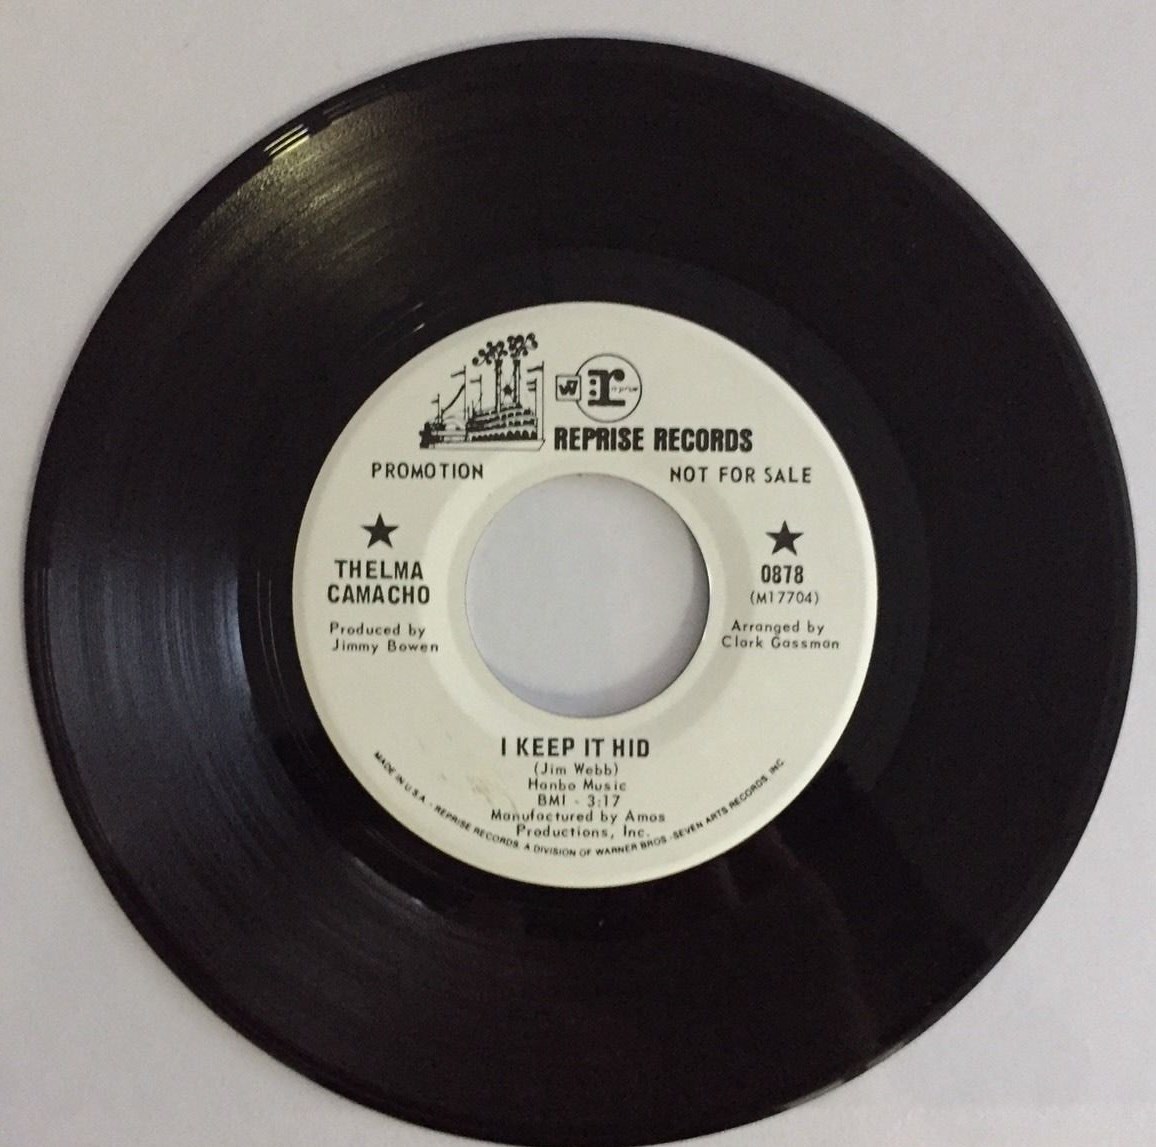 W7 r reprise
REPRISE RECORDS
PROMOTION
NOT FOR SALE
THELMA
CAMACHO
Produced by
Jimmy Bowen
0878
(M17704)
Arranged by
Clark Gassman
I KEEP IT HID
(Jim Webb)
Hanbo Music
BMI - 3:17
Manufactured by Amos
Productions, Inc.
MADE IN U.S.A. - REPRISE RECORDS, A DIVISION OF WARNER BROS.-SEVEN ARTS RECORDS, INC.